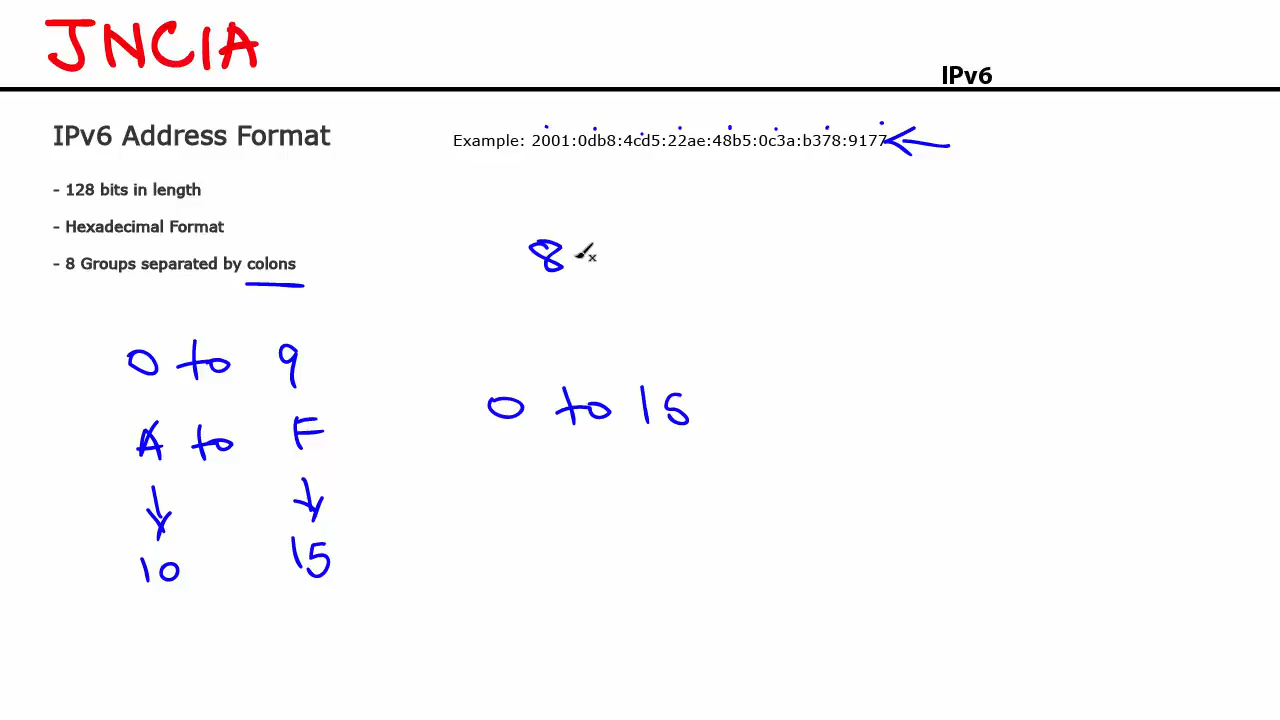 JNCIA
IPv6
IPv6 Address Format
Example: 2001:0db8:4cd5:22ae:48b5:0c3a:b378:9177
- 128 bits in length
- Hexadecimal Format
- 8 Groups separated by colons
8
0 to 9
0 to 15
A to F
10 15